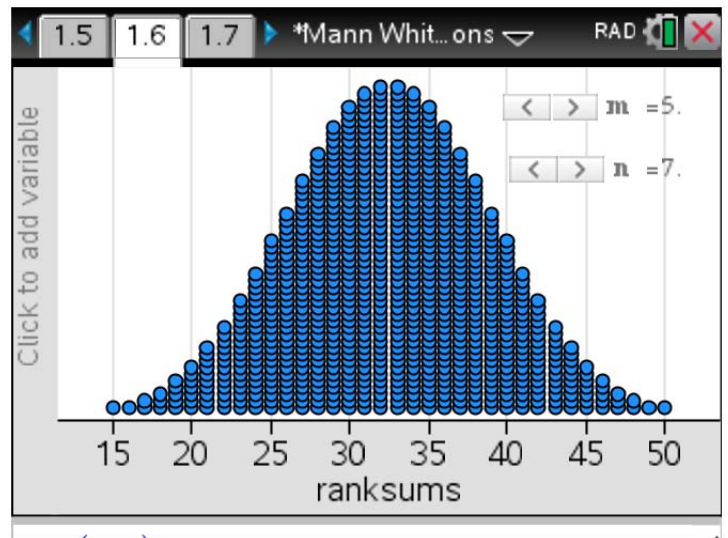 1.5 1.6 1.7 *Mann Whit...ons RAD
Click to add variable
m =5.
n =7.
15 20 25 30 35 40 45 50
ranksums